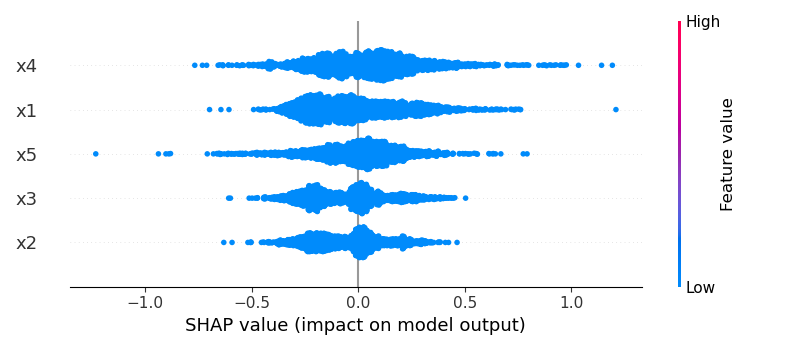 High
x4
x1
x5
x3
x2
Feature value
Low
−1.0
−0.5
0.0
0.5
1.0
SHAP value (impact on model output)